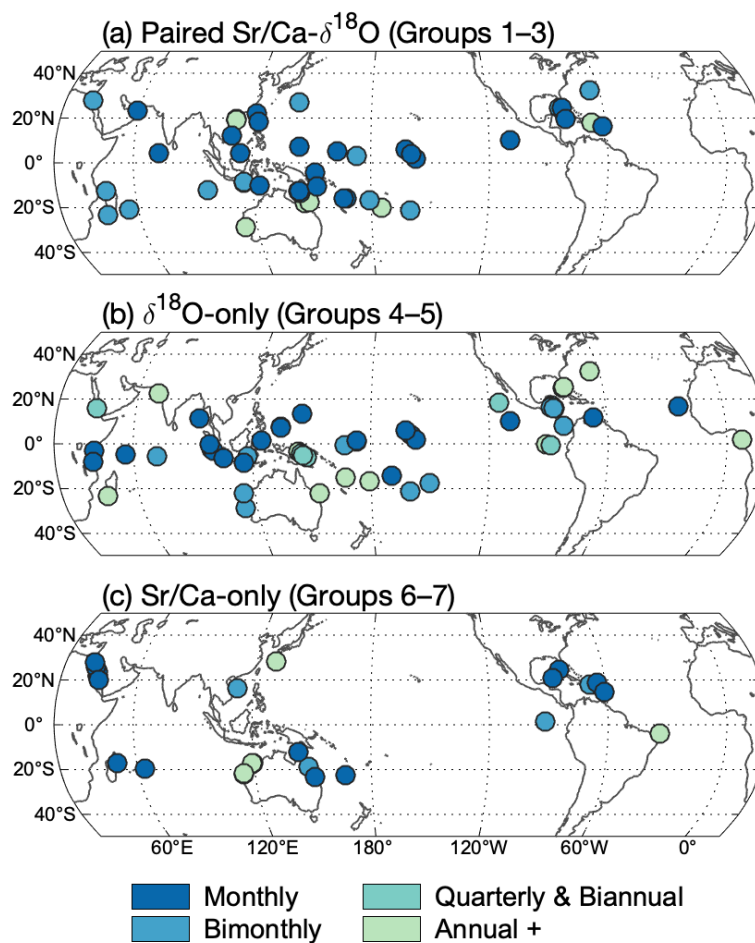 (a) Paired Sr/Ca-δ¹⁸O (Groups 1–3)
40°N
20°N
0°
20°S
40°S
(b) δ¹⁸O-only (Groups 4–5)
40°N
20°N
0°
20°S
40°S
(c) Sr/Ca-only (Groups 6–7)
40°N
20°N
0°
20°S
40°S
60°E 120°E 180° 120°W 60°W 0°
Monthly Quarterly & Biannual
Bimonthly Annual +